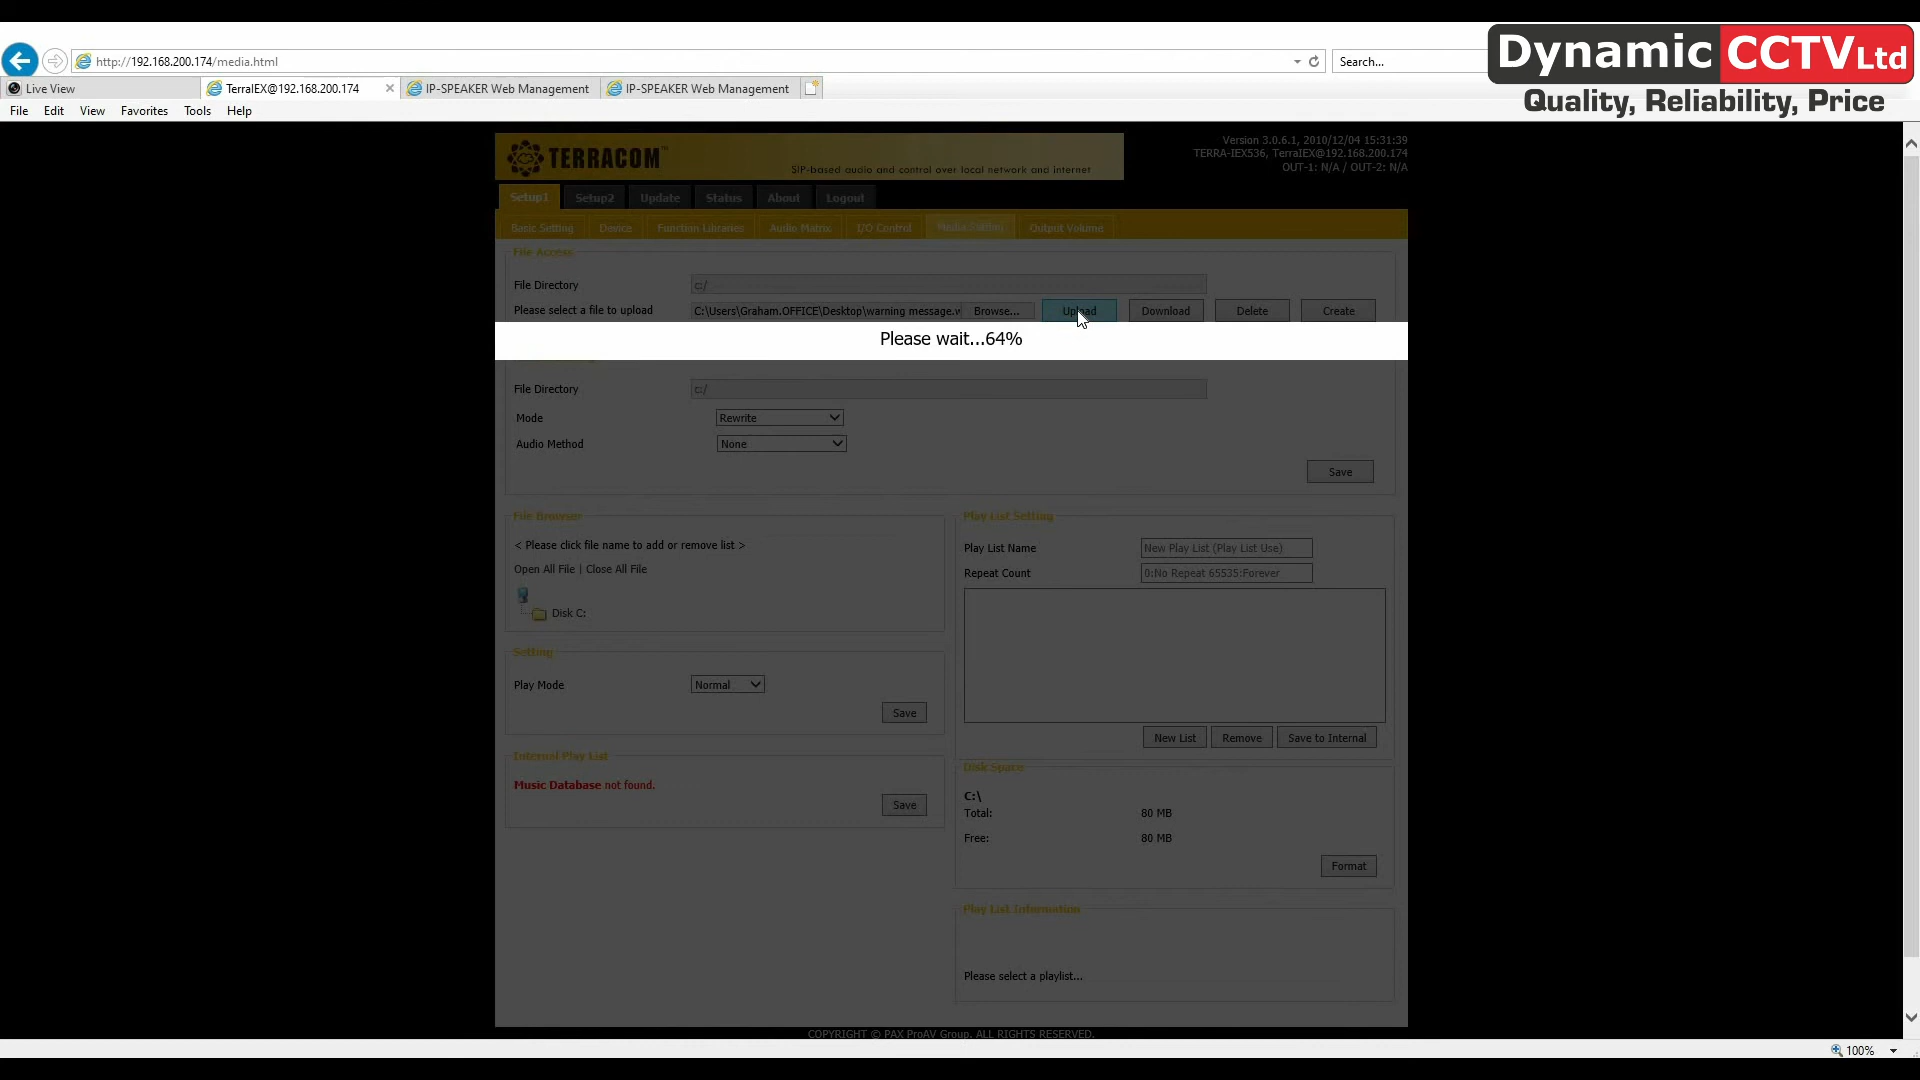 Dynamic CCTV Ltd
Quality, Reliability, Price
http://192.168.200.174/media.html
Search...
Live View
TerraIEX@192.168.200.174
IP-SPEAKER Web Management
IP-SPEAKER Web Management
File Edit View Favorites Tools Help
TERRACOM™
SIP-based audio and control over local network and internet
Version 3.0.6.1, 2010/12/04 15:31:39
TERRA-IEX536, TerraIEX@192.168.200.174
OUT-1: N/A / OUT-2: N/A
Setup1 Setup2 Update Status About Logout
Basic Setting Device Function Libraries Audio Matrix I/O Control Media Station Output Volume
File Access
File Directory c:/
Please select a file to upload C:\Users\Graham.OFFICE\Desktop\warning message.w Browse... Upload Download Delete Create
Please wait...64%
File Directory c:/
Mode Rewrite
Audio Method None
Save
File Browser
< Please click file name to add or remove list >
Open All File | Close All File
Disk C:
Setting
Play Mode Normal
Save
Internal Play List
Music Database not found.
Save
Play List Setting
Play List Name New Play List (Play List Use)
Repeat Count 0:No Repeat 65535:Forever
New List Remove Save to Internal
Disk Space
C:\
Total: 80 MB
Free: 80 MB
Format
Play List Information
Please select a playlist...
COPYRIGHT © PAX ProAV Group. ALL RIGHTS RESERVED.
100%